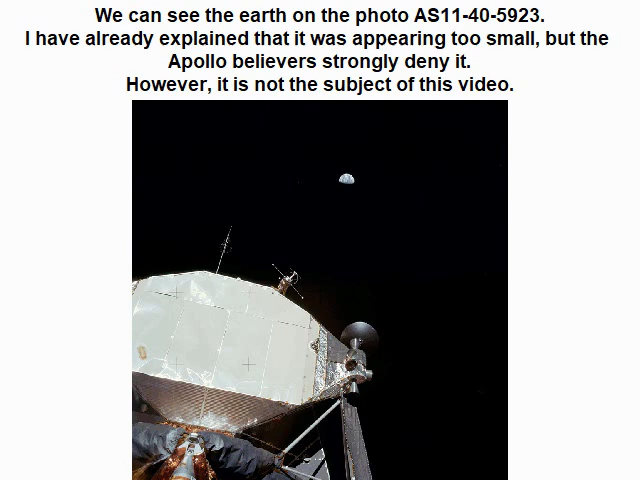 We can see the earth on the photo AS11-40-5923.
I have already explained that it was appearing too small, but the
Apollo believers strongly deny it.
However, it is not the subject of this video.